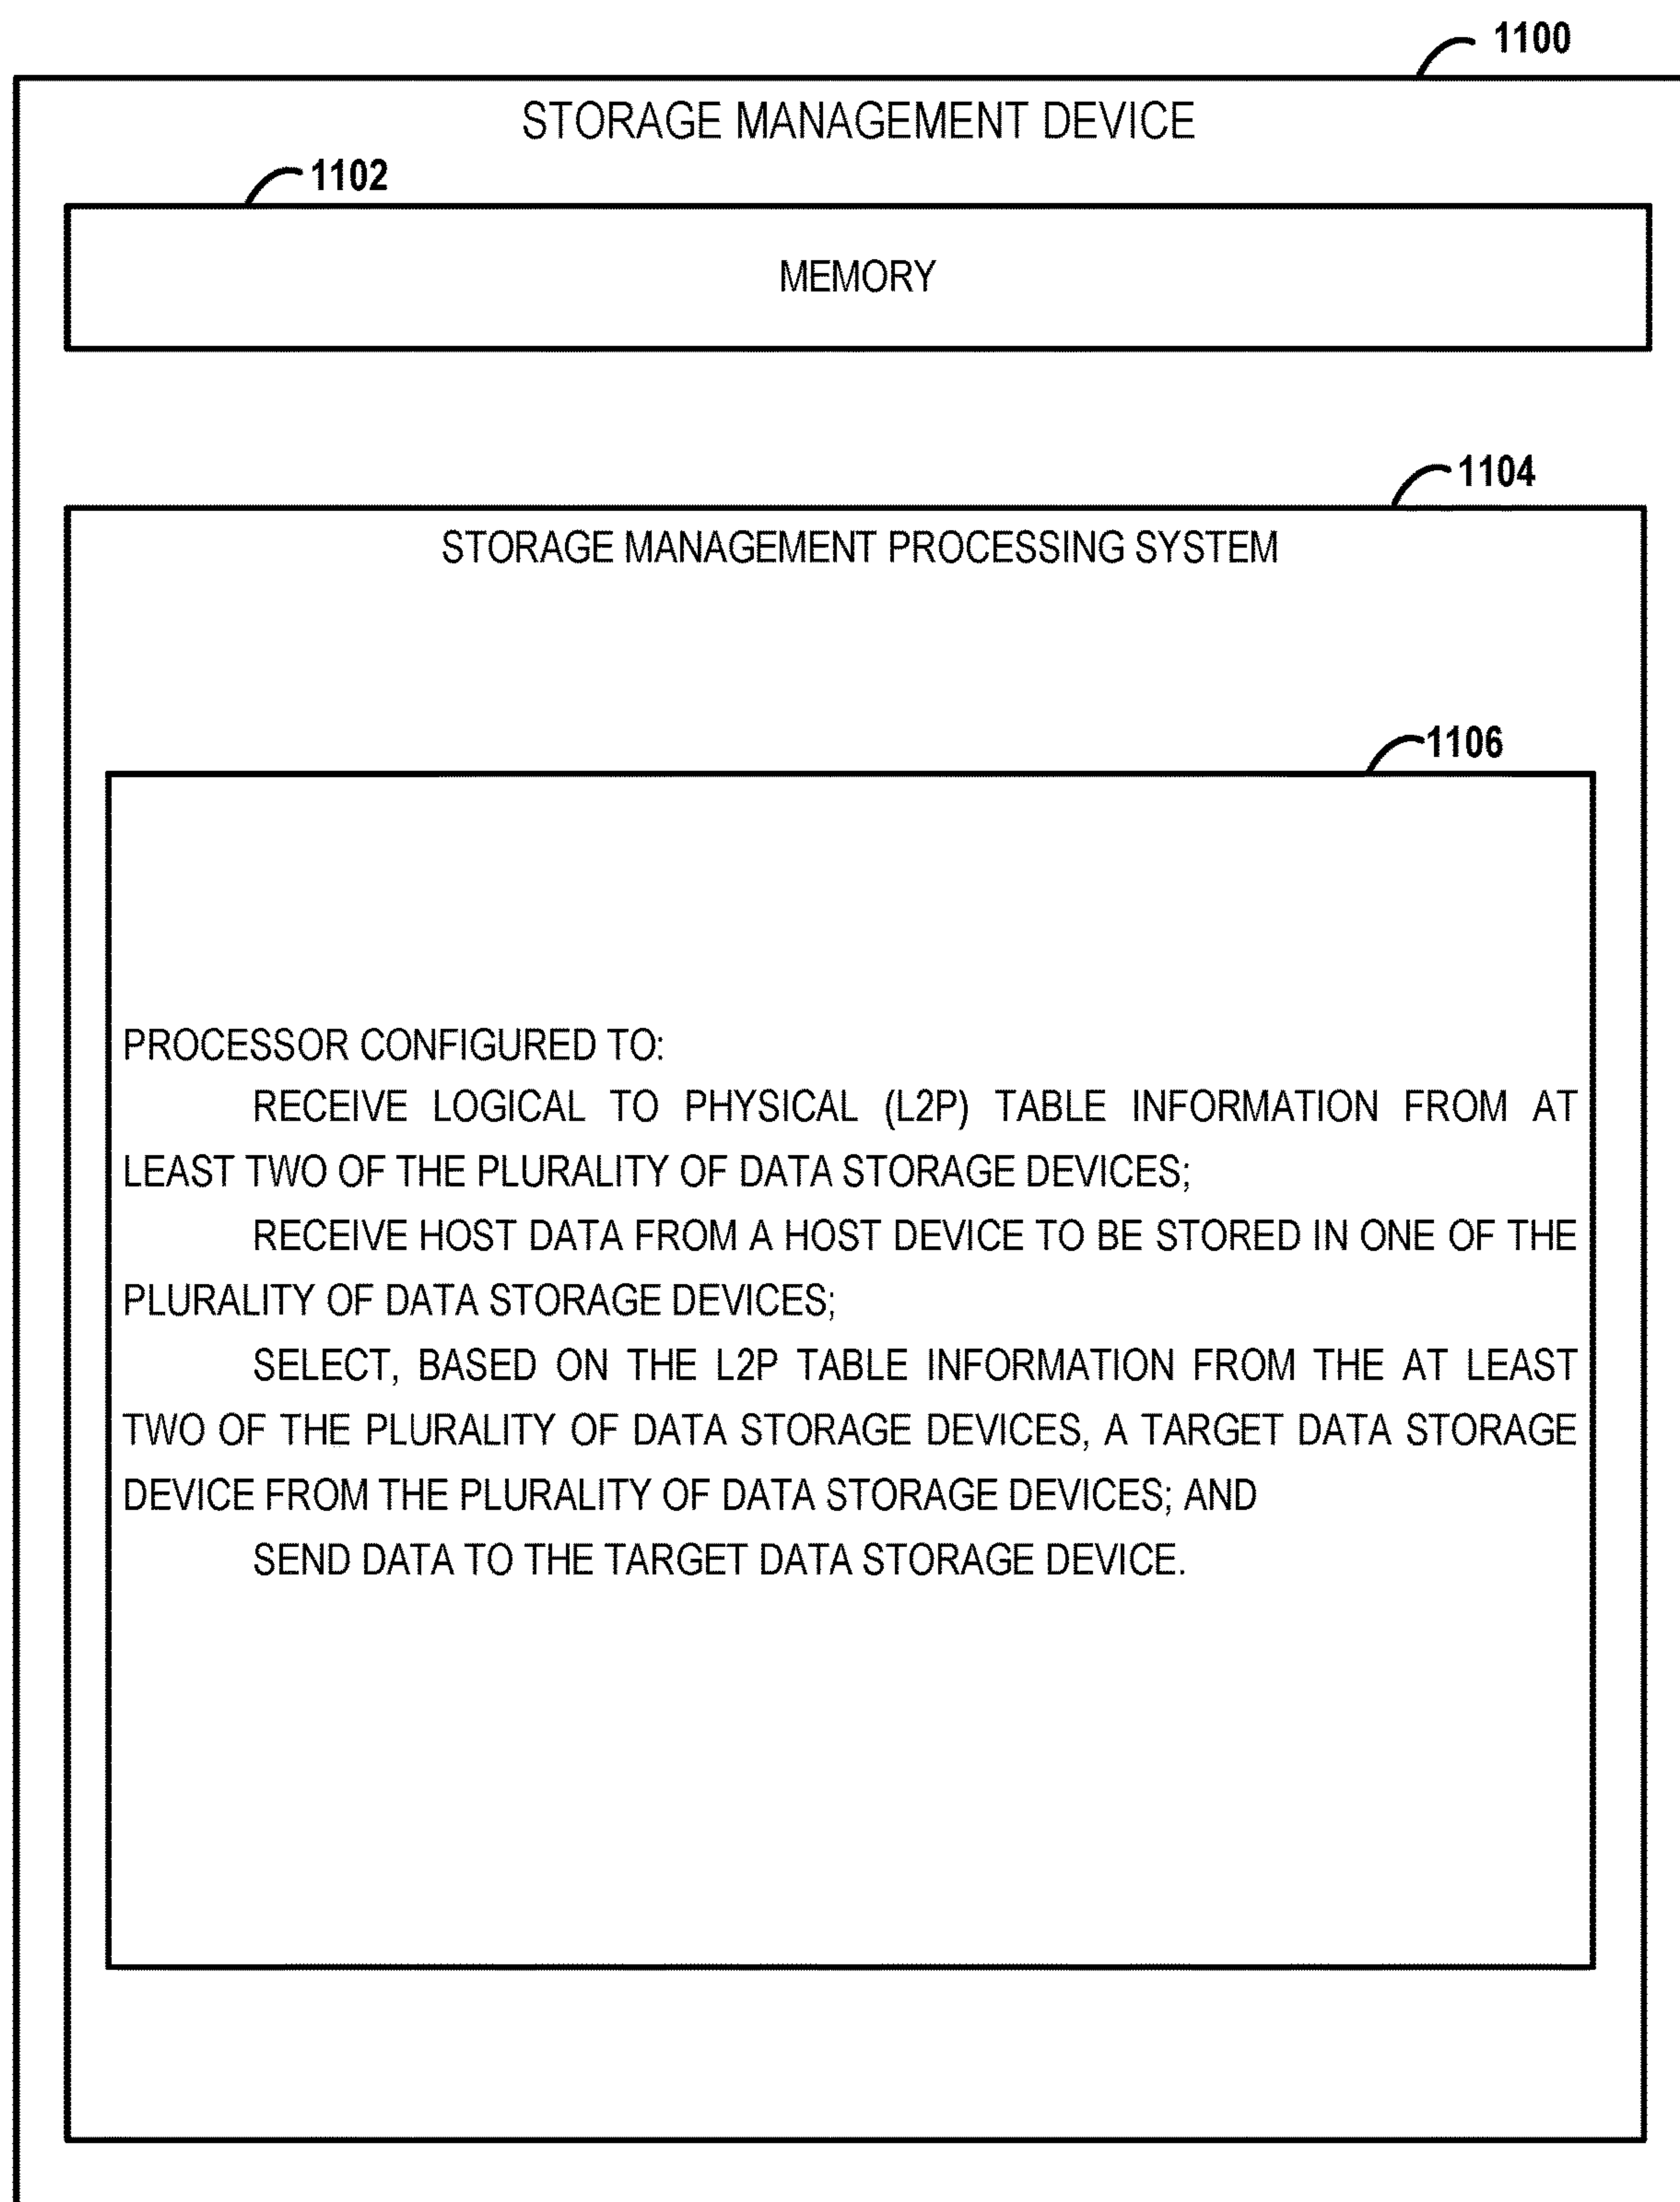 1100
STORAGE MANAGEMENT DEVICE
1102
MEMORY
1104
STORAGE MANAGEMENT PROCESSING SYSTEM
1106
PROCESSOR CONFIGURED TO:
RECEIVE LOGICAL TO PHYSICAL (L2P) TABLE INFORMATION FROM AT
LEAST TWO OF THE PLURALITY OF DATA STORAGE DEVICES;
RECEIVE HOST DATA FROM A HOST DEVICE TO BE STORED IN ONE OF THE
PLURALITY OF DATA STORAGE DEVICES;
SELECT, BASED ON THE L2P TABLE INFORMATION FROM THE AT LEAST
TWO OF THE PLURALITY OF DATA STORAGE DEVICES, A TARGET DATA STORAGE
DEVICE FROM THE PLURALITY OF DATA STORAGE DEVICES; AND
SEND DATA TO THE TARGET DATA STORAGE DEVICE.